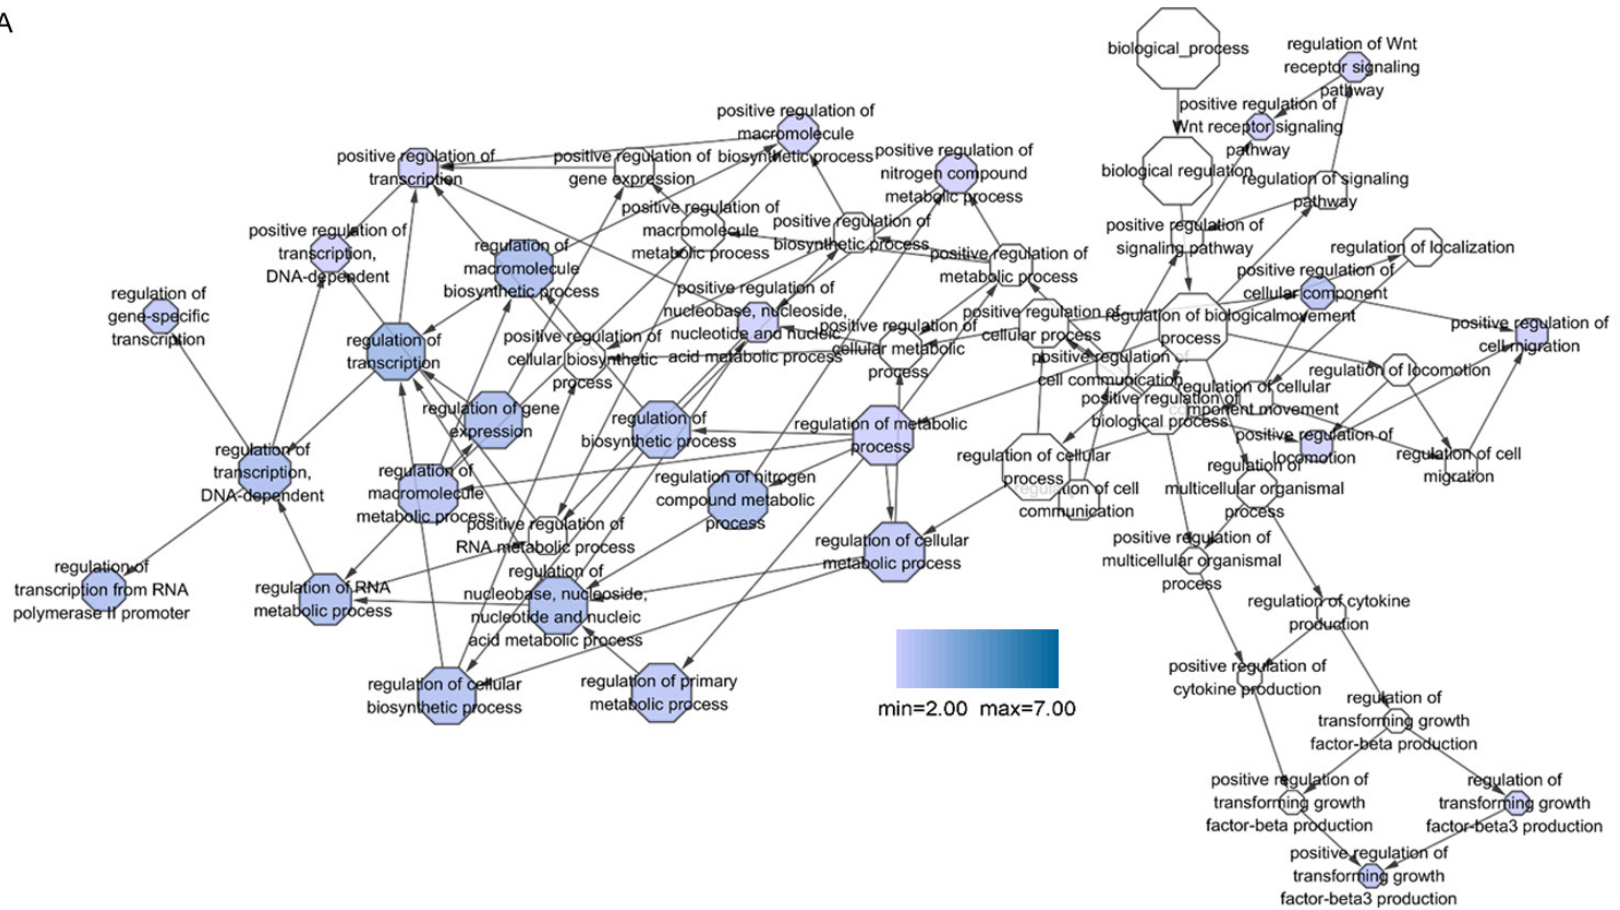 A
biological_process
regulation of Wnt
receptor signaling
pathway
positive regulation of
Wnt receptor signaling
pathway
biological regulation
regulation of signaling
pathway
positive regulation of
signaling pathway
regulation of localization
positive regulation of
cellular component
movement
regulation of biological
process
positive regulation of
cell migration
regulation of locomotion
positive regulation of
macromolecule
biosynthetic process
positive regulation of
transcription
positive regulation of
gene expression
positive regulation of
nitrogen compound
metabolic process
positive regulation of
macromolecule
metabolic process
positive regulation of
biosynthetic process
positive regulation of
transcription,
DNA-dependent
regulation of
macromolecule
biosynthetic process
positive regulation of
metabolic process
regulation of
gene-specific
transcription
positive regulation of
nucleobase, nucleoside,
nucleotide and nucleic
acid metabolic process
positive regulation of
cellular process
regulation of
transcription
positive regulation of
cellular biosynthetic
process
positive regulation of
cellular metabolic
process
positive regulation of
cell communication
positive regulation of
biological process
regulation of cellular
component movement
regulation of gene
expression
regulation of
biosynthetic process
regulation of metabolic
process
positive regulation of
locomotion
regulation of cell
migration
regulation of cellular
process
regulation of cell
communication
regulation of
multicellular organismal
process
regulation of
transcription,
DNA-dependent
regulation of
macromolecule
metabolic process
regulation of nitrogen
compound metabolic
process
positive regulation of
RNA metabolic process
regulation of cellular
metabolic process
positive regulation of
multicellular organismal
process
regulation of
transcription from RNA
polymerase II promoter
regulation of RNA
metabolic process
regulation of
nucleobase, nucleoside,
nucleotide and nucleic
acid metabolic process
regulation of cytokine
production
regulation of cellular
biosynthetic process
regulation of primary
metabolic process
positive regulation of
cytokine production
min=2.00 max=7.00
regulation of
transforming growth
factor-beta production
positive regulation of
transforming growth
factor-beta production
regulation of
transforming growth
factor-beta3 production
positive regulation of
transforming growth
factor-beta3 production